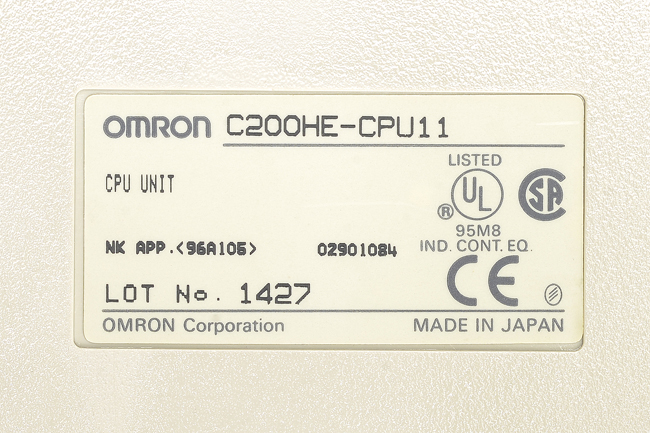 OMRON C200HE-CPU11
LISTED
UL
®
SA
CPU UNIT
95M8
NK APP.<96A105> 02901084
IND. CONT. EQ.
CE
LOT No. 1427
OMRON Corporation
MADE IN JAPAN